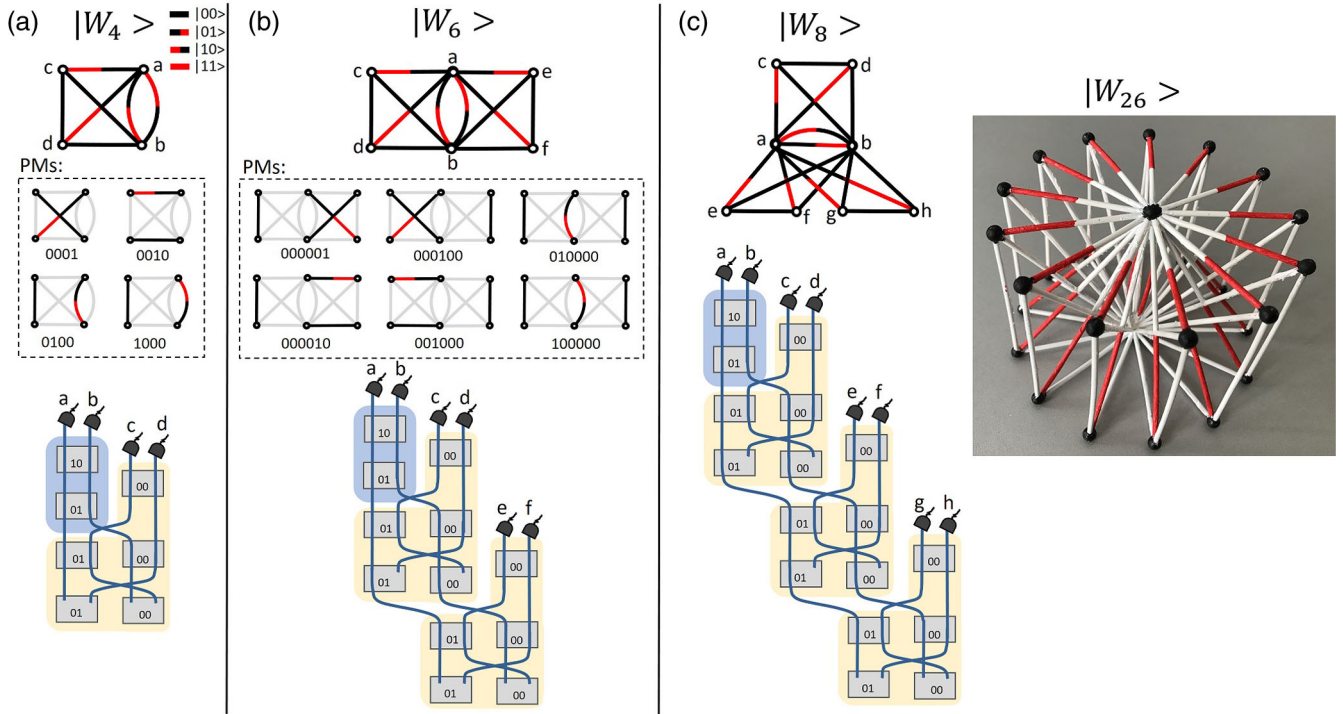 (a) |W₄ >
|00>
|01>
|10>
|11>
c a
d b
PMs:
0001 0010
0100 1000
a b
c d
10
00
01
01 00
01 00
(b) |W₆ >
c a e
d b f
PMs:
000001 000100 010000
000010 001000 100000
a b c d
10
00
01
01 00
e f
01 00
00
01 00
01 00
(c) |W₈ >
c d
a b
e f g h
a b
c d
10
00
01
e f
01 00
00
01 00
g h
01 00
00
01 00
01 00
01 00
|W₂₆ >